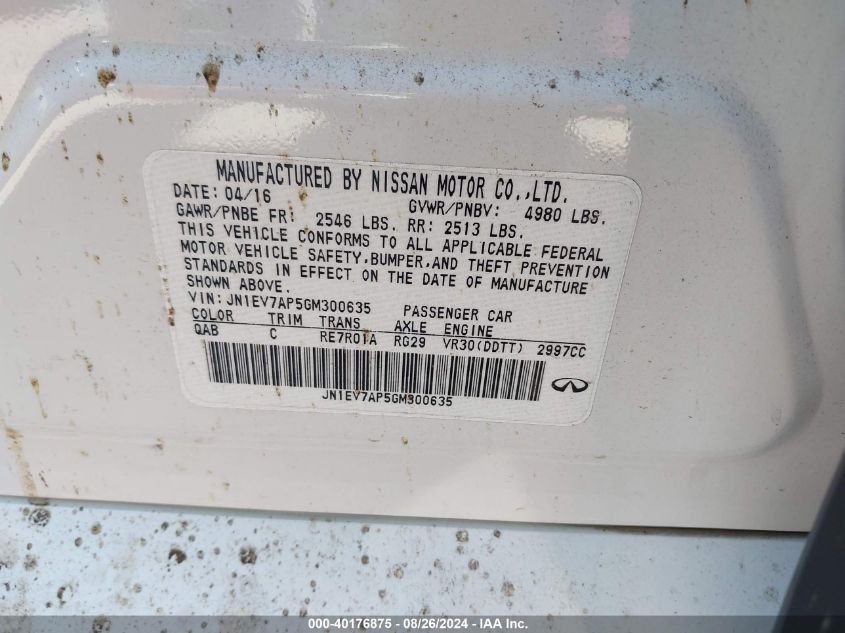 MANUFACTURED BY NISSAN MOTOR CO.,LTD.
DATE: 04/16 GVWR/PNBV: 4980 LBS.
GAWR/PNBE FR: 2546 LBS. RR: 2513 LBS.
THIS VEHICLE CONFORMS TO ALL APPLICABLE FEDERAL
MOTOR VEHICLE SAFETY,BUMPER,AND THEFT PREVENTION
STANDARDS IN EFFECT ON THE DATE OF MANUFACTURE
SHOWN ABOVE.
VIN: JN1EV7AP5GM300635 PASSENGER CAR
COLOR TRIM TRANS AXLE ENGINE
QAB C RE7R01A RG29 VR30(DDTT) 2997CC
JN1EV7AP5GM300635
000-40176875 - 08/26/2024 - IAA Inc.